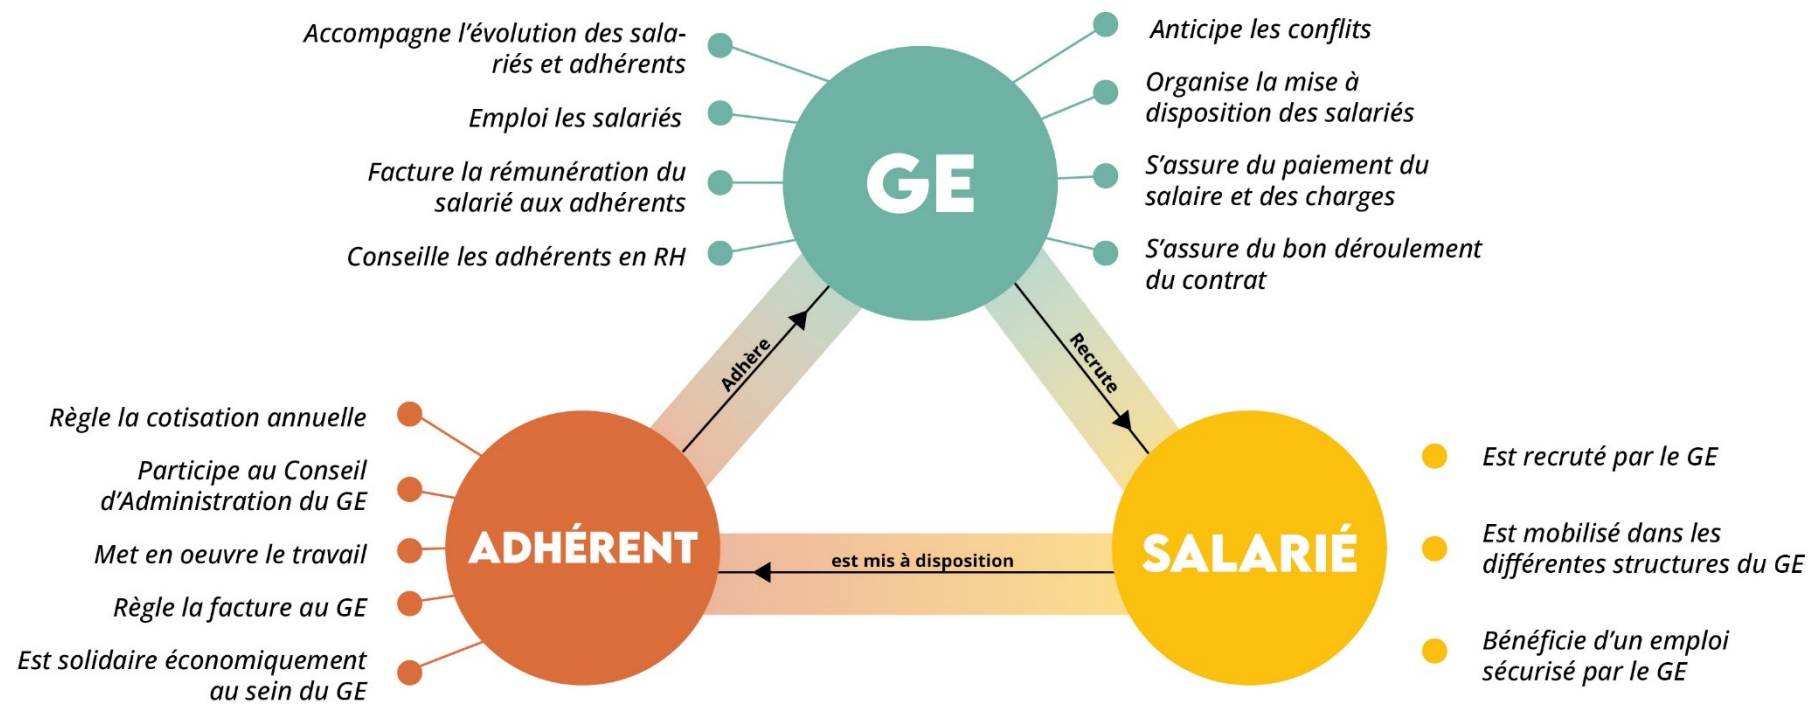 Accompagne l’évolution des sala-
riés et adhérents
Emploi les salariés
Facture la rémunération du
salarié aux adhérents
Conseille les adhérents en RH
GE
Anticipe les conflits
Organise la mise à
disposition des salariés
S’assure du paiement du
salaire et des charges
S’assure du bon déroulement
du contrat
Adhère
Recrute
Règle la cotisation annuelle
Participe au Conseil
d’Administration du GE
Met en oeuvre le travail
Règle la facture au GE
Est solidaire économiquement
au sein du GE
ADHÉRENT
est mis à disposition
SALARIÉ
Est recruté par le GE
Est mobilisé dans les
différentes structures du GE
Bénéficie d’un emploi
sécurisé par le GE